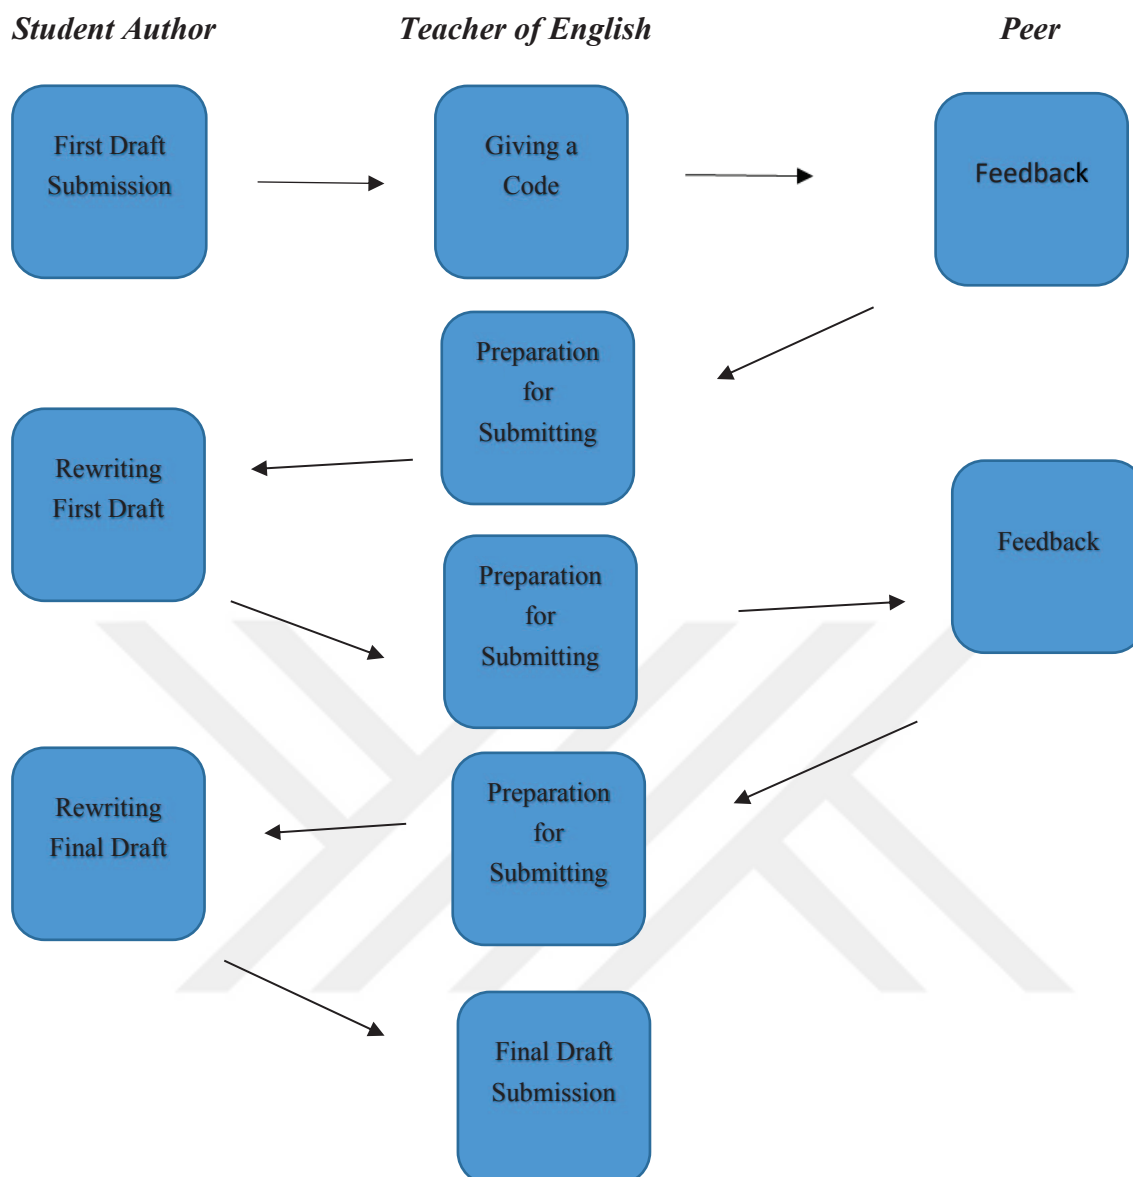 Student Author
Teacher of English
Peer
First Draft
Submission
Giving a
Code
Feedback
Preparation
for
Submitting
Rewriting
First Draft
Feedback
Preparation
for
Submitting
Rewriting
Final Draft
Preparation
for
Submitting
Final Draft
Submission